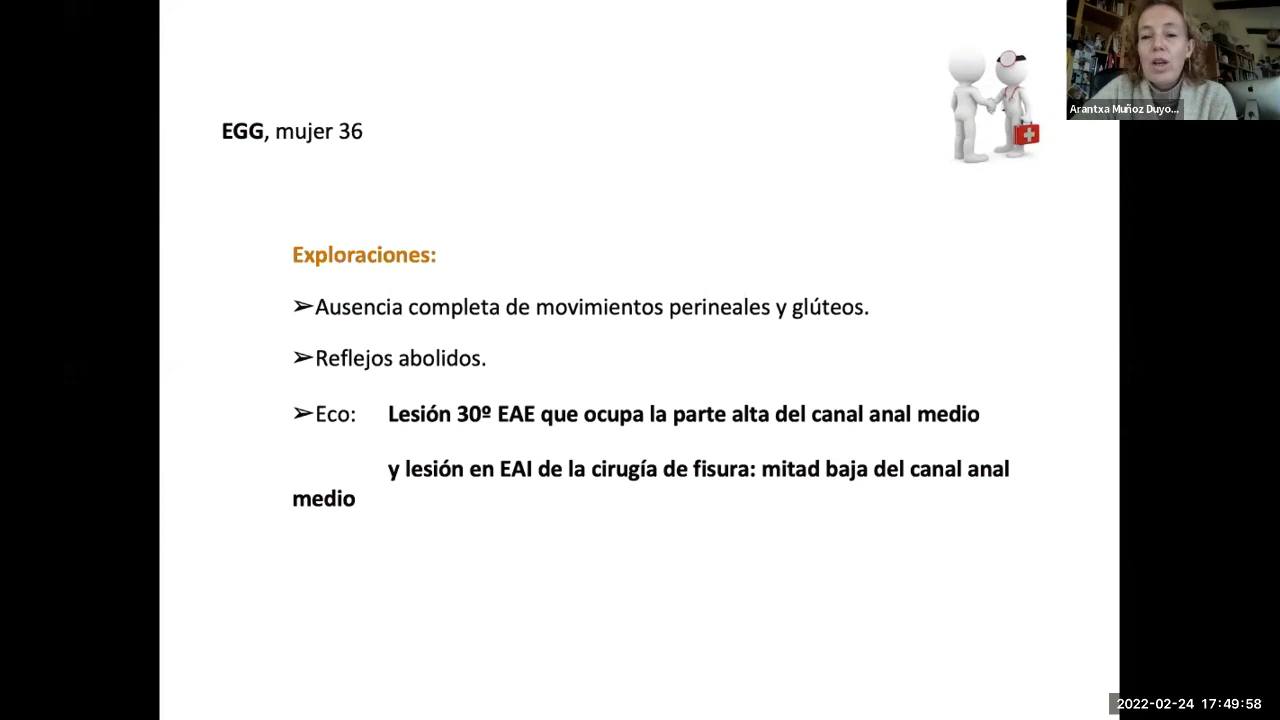 Arantxa Muñoz Duyo...
EGG, mujer 36
Exploraciones:
➢Ausencia completa de movimientos perineales y glúteos.
➢Reflejos abolidos.
➢Eco: Lesión 30º EAE que ocupa la parte alta del canal anal medio
y lesión en EAI de la cirugía de fisura: mitad baja del canal anal
medio
2022-02-24 17:49:58